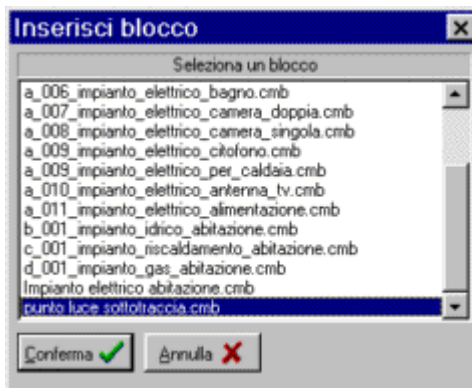 Inserisci blocco
Seleziona un blocco
a_006_impianto_elettrico_bagno.cmb
a_007_impianto_elettrico_camera_doppia.cmb
a_008_impianto_elettrico_camera_singola.cmb
a_009_impianto_elettrico_citofono.cmb
a_009_impianto_elettrico_per_caldaia.cmb
a_010_impianto_elettrico_antenna_tv.cmb
a_011_impianto_elettrico_alimentazione.cmb
b_001_impianto_idrico_abitazione.cmb
c_001_impianto_riscaldamento_abitazione.cmb
d_001_impianto_gas_abitazione.cmb
Impianto elettrico abitazione.cmb
punto luce sottotraccia.cmb
Conferma Annulla